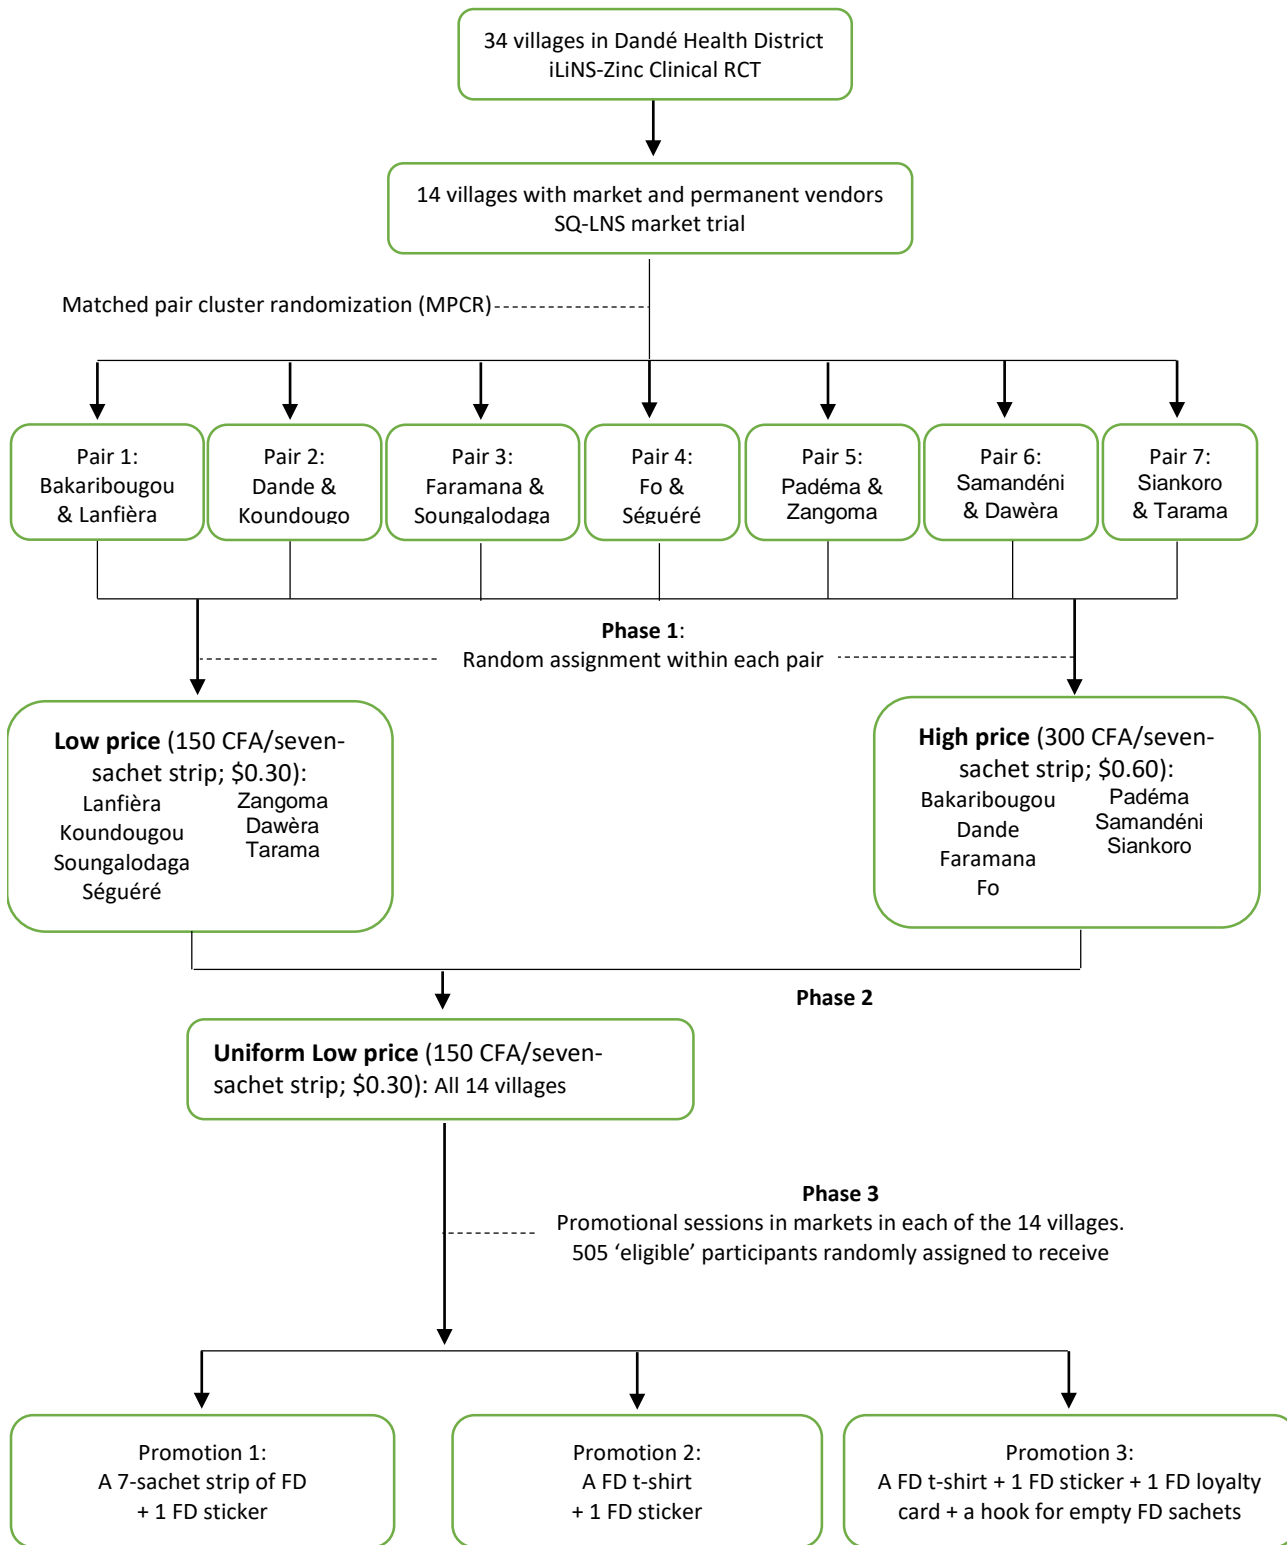 34 villages in Dandé Health District
iLiNS-Zinc Clinical RCT
14 villages with market and permanent vendors
SQ-LNS market trial
Matched pair cluster randomization (MPCR)
Pair 1:
Bakaribougou
& Lanfièra
Pair 2:
Dande &
Koundougo
Pair 3:
Faramana &
Soungalodaga
Pair 4:
Fo &
Séguéré
Pair 5:
Padéma &
Zangoma
Pair 6:
Samandéni
& Dawèra
Pair 7:
Siankoro
& Tarama
Phase 1:
Random assignment within each pair
Low price (150 CFA/seven-
sachet strip; $0.30):
Lanfièra
Koundougou
Soungalodaga
Séguéré
Zangoma
Dawèra
Tarama
High price (300 CFA/seven-
sachet strip; $0.60):
Bakaribougou
Dande
Faramana
Fo
Padéma
Samandéni
Siankoro
Phase 2
Uniform Low price (150 CFA/seven-
sachet strip; $0.30): All 14 villages
Phase 3
Promotional sessions in markets in each of the 14 villages.
505 ‘eligible’ participants randomly assigned to receive
Promotion 1:
A 7-sachet strip of FD
+ 1 FD sticker
Promotion 2:
A FD t-shirt
+ 1 FD sticker
Promotion 3:
A FD t-shirt + 1 FD sticker + 1 FD loyalty
card + a hook for empty FD sachets